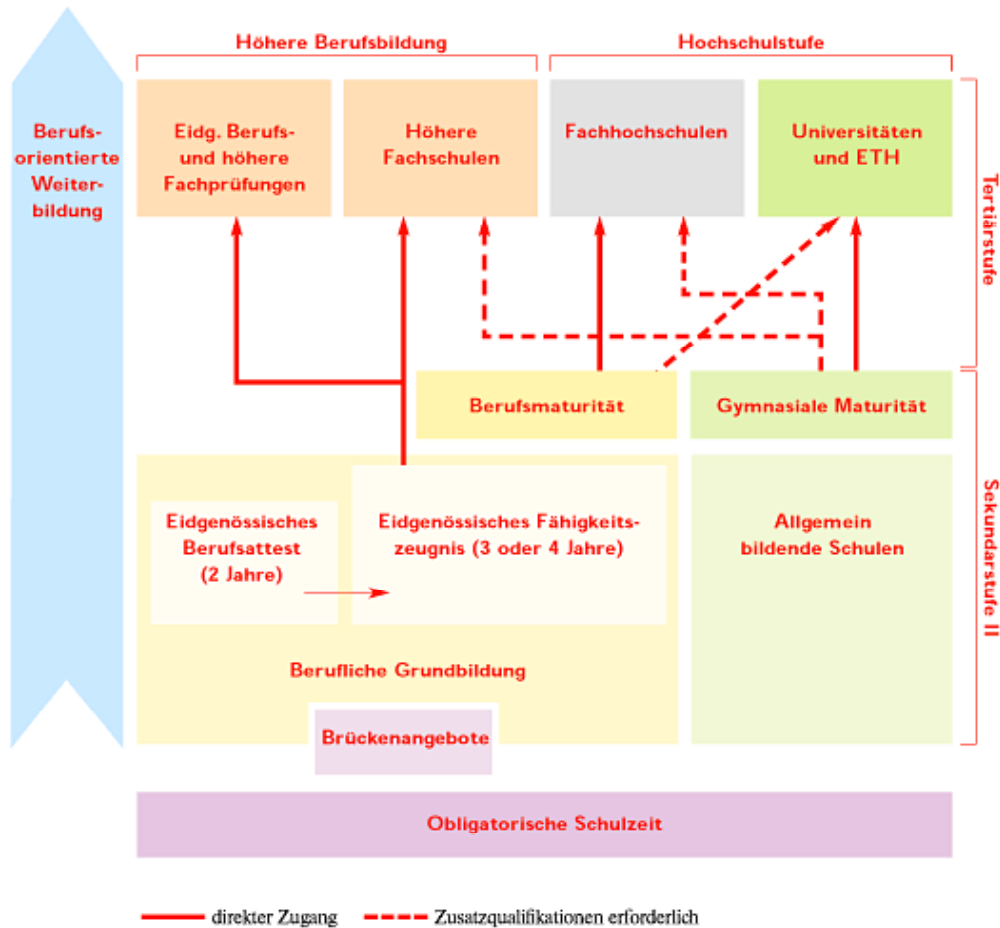 Höhere Berufsbildung
Hochschulstufe
Berufs-
orientierte
Weiter-
bildung
Eidg. Berufs-
und höhere
Fachprüfungen
Höhere
Fachschulen
Fachhochschulen
Universitäten
und ETH
Tertiärstufe
Berufsmaturität
Gymnasiale Maturität
Eidgenössisches
Berufsattest
(2 Jahre)
Eidgenössisches Fähigkeits-
zeugnis (3 oder 4 Jahre)
Allgemein
bildende Schulen
Sekundarstufe II
Berufliche Grundbildung
Brückenangebote
Obligatorische Schulzeit
direkter Zugang
Zusatzqualifikationen erforderlich